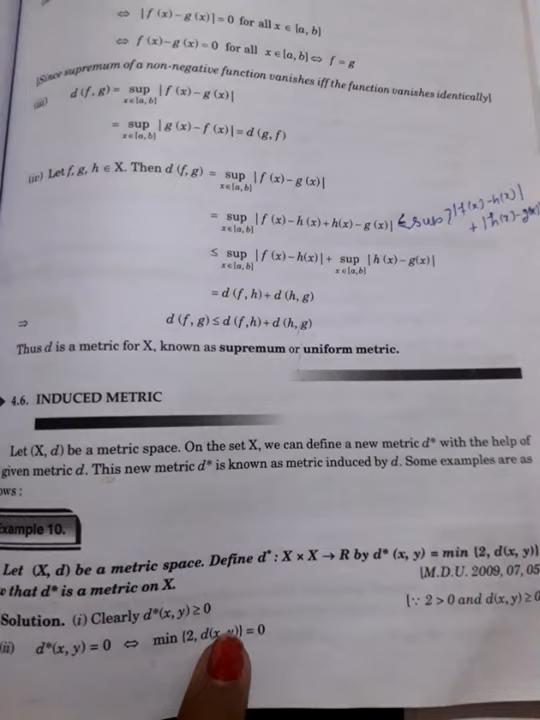 ⇔ |f (x) – g (x)| = 0 for all x ∈ [a, b]
⇔ f (x) – g (x) = 0 for all x ∈ [a, b] ⇔ f = g
[Since supremum of a non-negative function vanishes iff the function vanishes identically]
(iii) d (f, g) = sup |f (x) – g (x)|
x∈[a, b]
= sup |g (x) – f (x)| = d (g, f)
x∈[a, b]
(iv) Let f, g, h ∈ X. Then d (f, g) = sup |f (x) – g (x)|
x∈[a, b]
= sup |f (x) – h (x) + h(x) – g (x)| ≤ sup {|f(x) – h(x)|
x∈[a, b] + |h(x) – g(x)|
≤ sup |f (x) – h(x)| + sup |h (x) – g(x)|
x∈[a, b] x∈[a, b]
= d (f, h) + d (h, g)
⇒ d (f, g) ≤ d (f,h) + d (h, g)
Thus d is a metric for X, known as supremum or uniform metric.
4.6. INDUCED METRIC
Let (X, d) be a metric space. On the set X, we can define a new metric d* with the help of
given metric d. This new metric d* is known as metric induced by d. Some examples are as
ows :
xample 10.
Let (X, d) be a metric space. Define d* : X × X → R by d* (x, y) = min {2, d(x, y)}
that d* is a metric on X. [M.D.U. 2009, 07, 05
Solution. (i) Clearly d*(x, y) ≥ 0 [∵ 2 > 0 and d(x, y) ≥ 0
(ii) d*(x, y) = 0 ⇔ min {2, d(x, y)} = 0